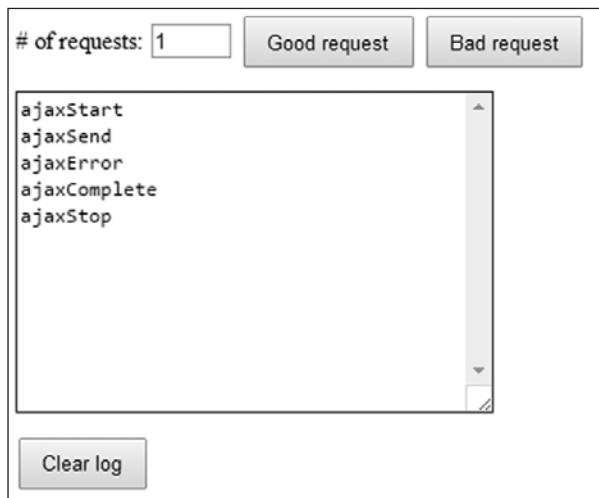 # of requests: 1 Good request Bad request
ajaxStart
ajaxSend
ajaxError
ajaxComplete
ajaxStop
Clear log